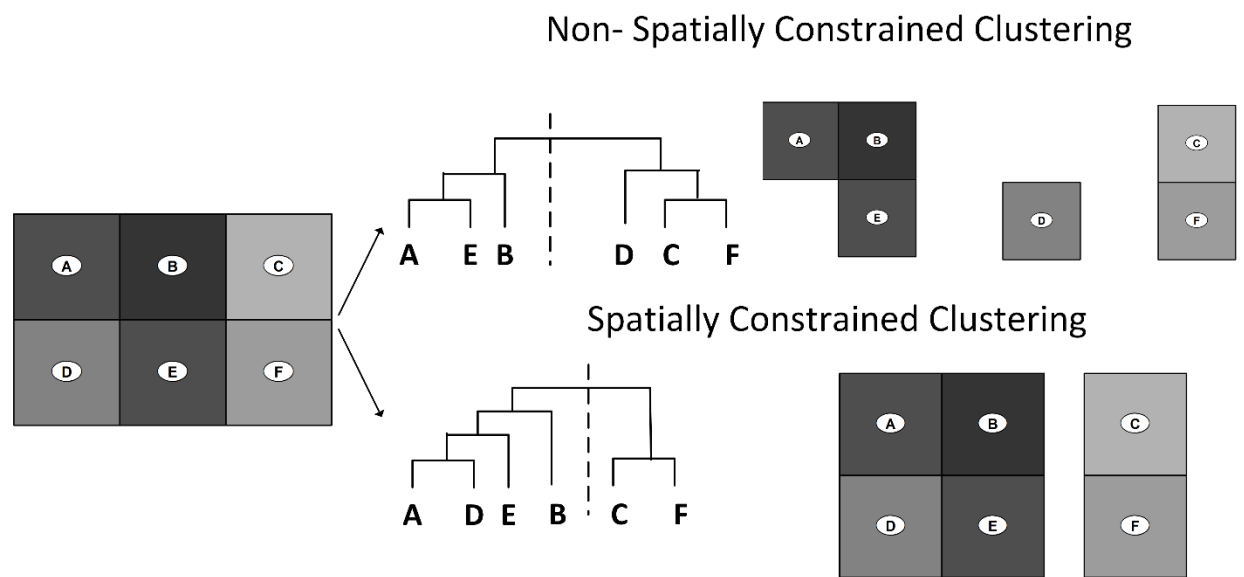 Non- Spatially Constrained Clustering
A B C
D E F
A E B D C F
A B
E
D
C
F
Spatially Constrained Clustering
A D E B C F
A B C
D E F